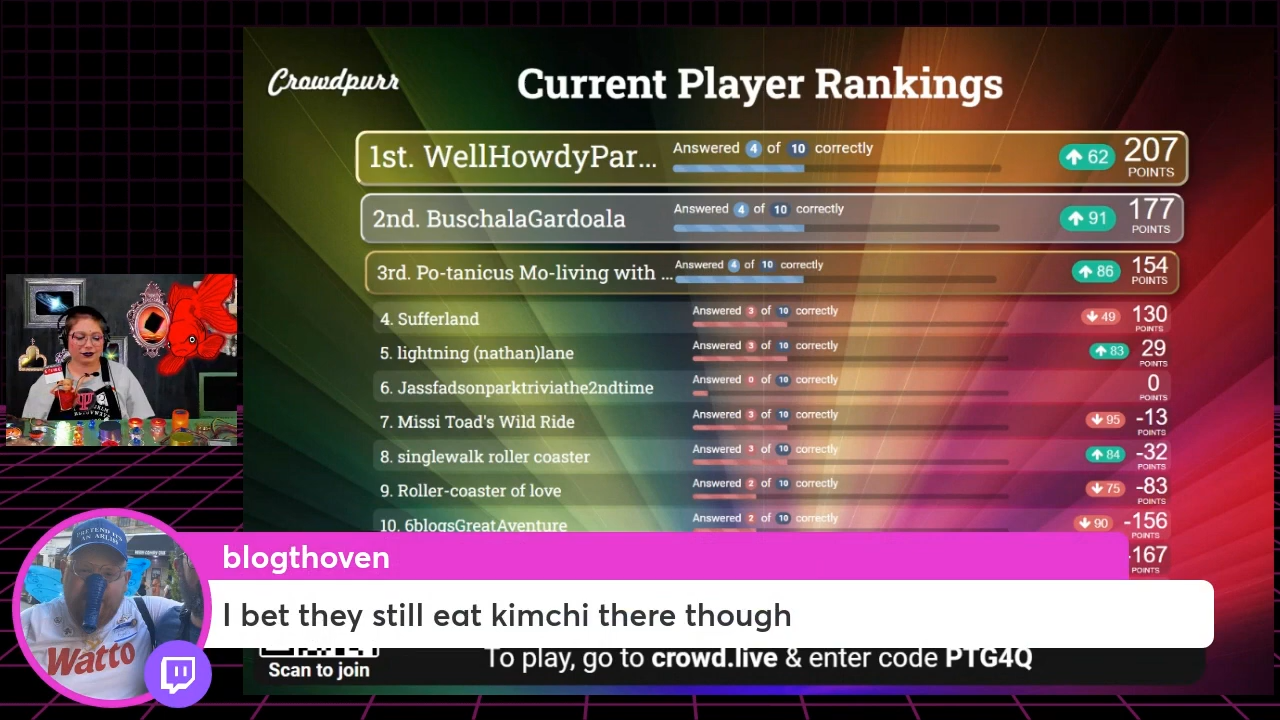 Crowdpurr
Current Player Rankings
1st. WellHowdyPar... Answered 4 of 10 correctly 62 207 POINTS
2nd. BuschalaGardoala Answered 4 of 10 correctly 91 177 POINTS
3rd. Po-tanicus Mo-living with ... Answered 4 of 10 correctly 86 154 POINTS
4. Sufferland Answered 3 of 10 correctly 49 130 POINTS
5. lightning (nathan)lane Answered 3 of 10 correctly 83 29 POINTS
6. Jassfadsonparktriviathe2ndtime Answered 0 of 10 correctly 0 POINTS
7. Missi Toad's Wild Ride Answered 3 of 10 correctly 95 -13 POINTS
8. singlewalk roller coaster Answered 3 of 10 correctly 84 -32 POINTS
9. Roller-coaster of love Answered 2 of 10 correctly 75 -83 POINTS
10. 6blogsGreatAventure Answered 2 of 10 correctly 90 -156 POINTS
-167 POINTS
blogthoven
I bet they still eat kimchi there though
PRETEND IT'S
AN ARLISS
Watto
Scan to join
To play, go to crowd.live & enter code PTG4Q